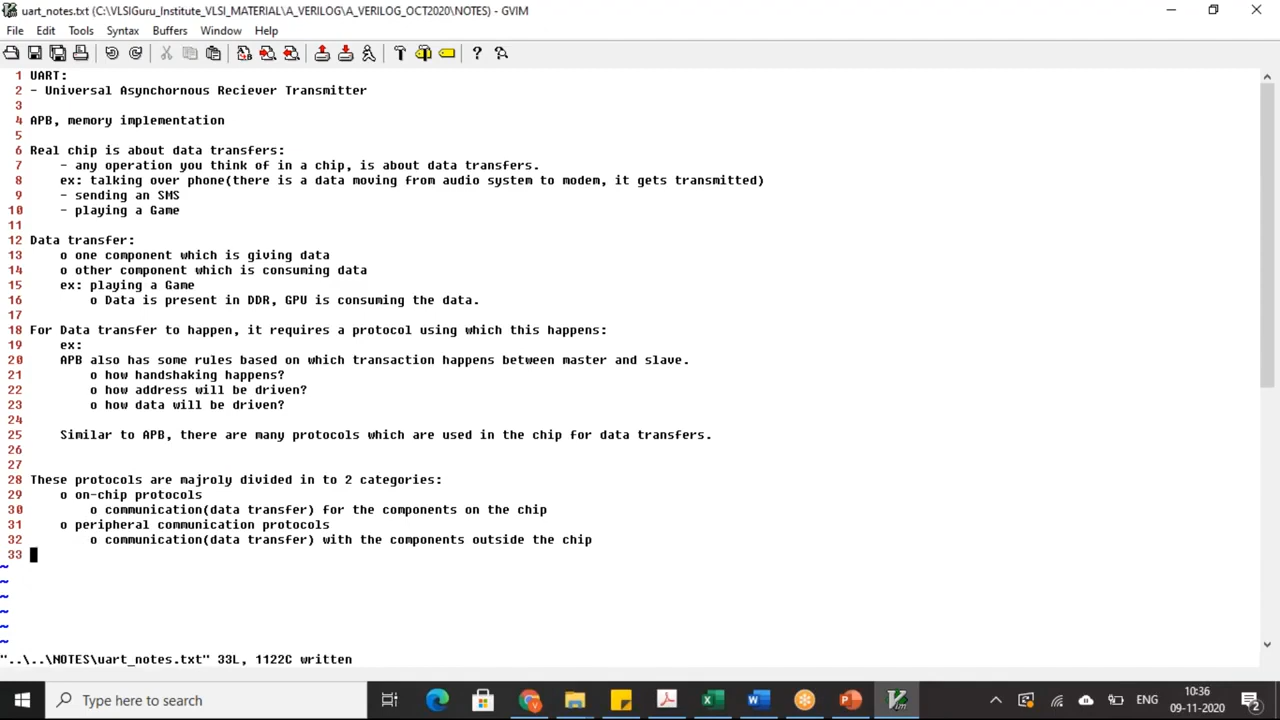 uart_notes.txt (C:\VLSIGuru_Institute_VLSI_MATERIAL\A_VERILOG\A_VERILOG_OCT2020\NOTES) - GVIM
File Edit Tools Syntax Buffers Window Help
1 UART:
2 - Universal Asynchornous Reciever Transmitter
3
4 APB, memory implementation
5
6 Real chip is about data transfers:
7 - any operation you think of in a chip, is about data transfers.
8 ex: talking over phone(there is a data moving from audio system to modem, it gets transmitted)
9 - sending an SMS
10 - playing a Game
11
12 Data transfer:
13 o one component which is giving data
14 o other component which is consuming data
15 ex: playing a Game
16 o Data is present in DDR, GPU is consuming the data.
17
18 For Data transfer to happen, it requires a protocol using which this happens:
19 ex:
20 APB also has some rules based on which transaction happens between master and slave.
21 o how handshaking happens?
22 o how address will be driven?
23 o how data will be driven?
24
25 Similar to APB, there are many protocols which are used in the chip for data transfers.
26
27
28 These protocols are majroly divided in to 2 categories:
29 o on-chip protocols
30 o communication(data transfer) for the components on the chip
31 o peripheral communication protocols
32 o communication(data transfer) with the components outside the chip
33
~
~
~
~
~
~
"..\..\NOTES\uart_notes.txt" 33L, 1122C written
Type here to search
ENG
10:36
09-11-2020
2